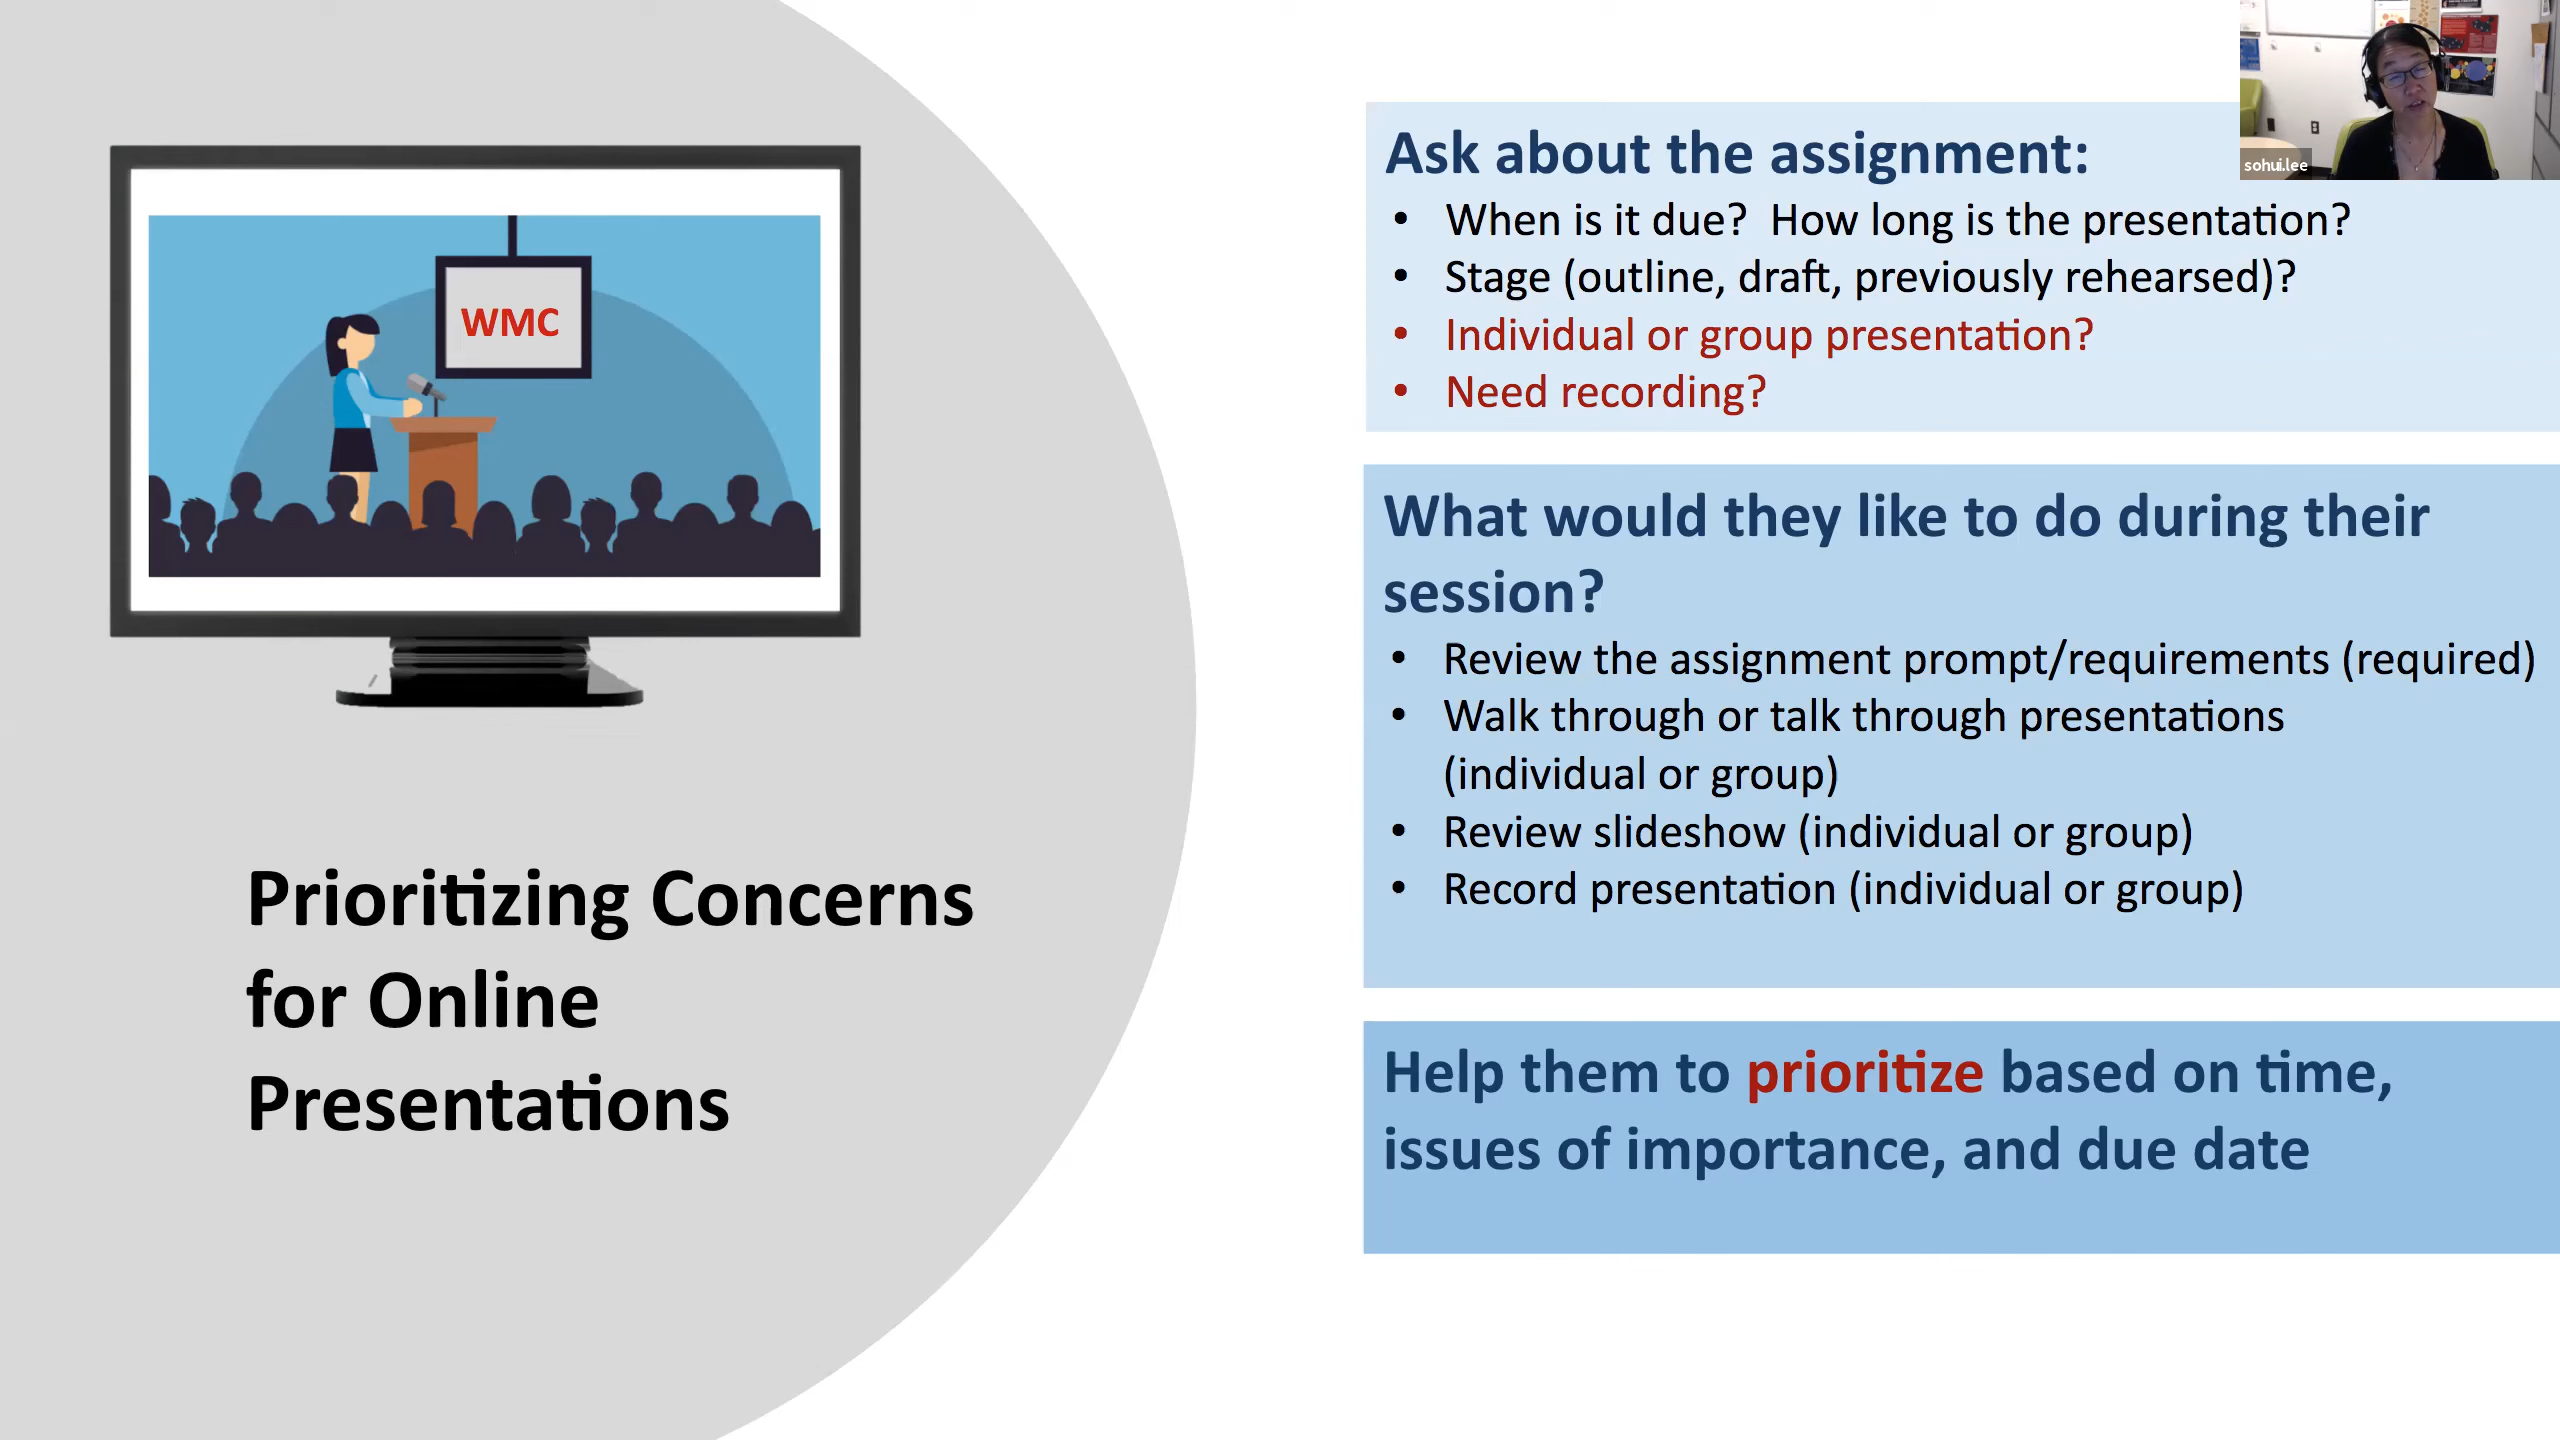 WMC
Prioritizing Concerns
for Online
Presentations
sohui.lee
Ask about the assignment:
• When is it due?  How long is the presentation?
• Stage (outline, draft, previously rehearsed)?
• Individual or group presentation?
• Need recording?
What would they like to do during their
session?
• Review the assignment prompt/requirements (required)
• Walk through or talk through presentations
(individual or group)
• Review slideshow (individual or group)
• Record presentation (individual or group)
Help them to prioritize based on time,
issues of importance, and due date